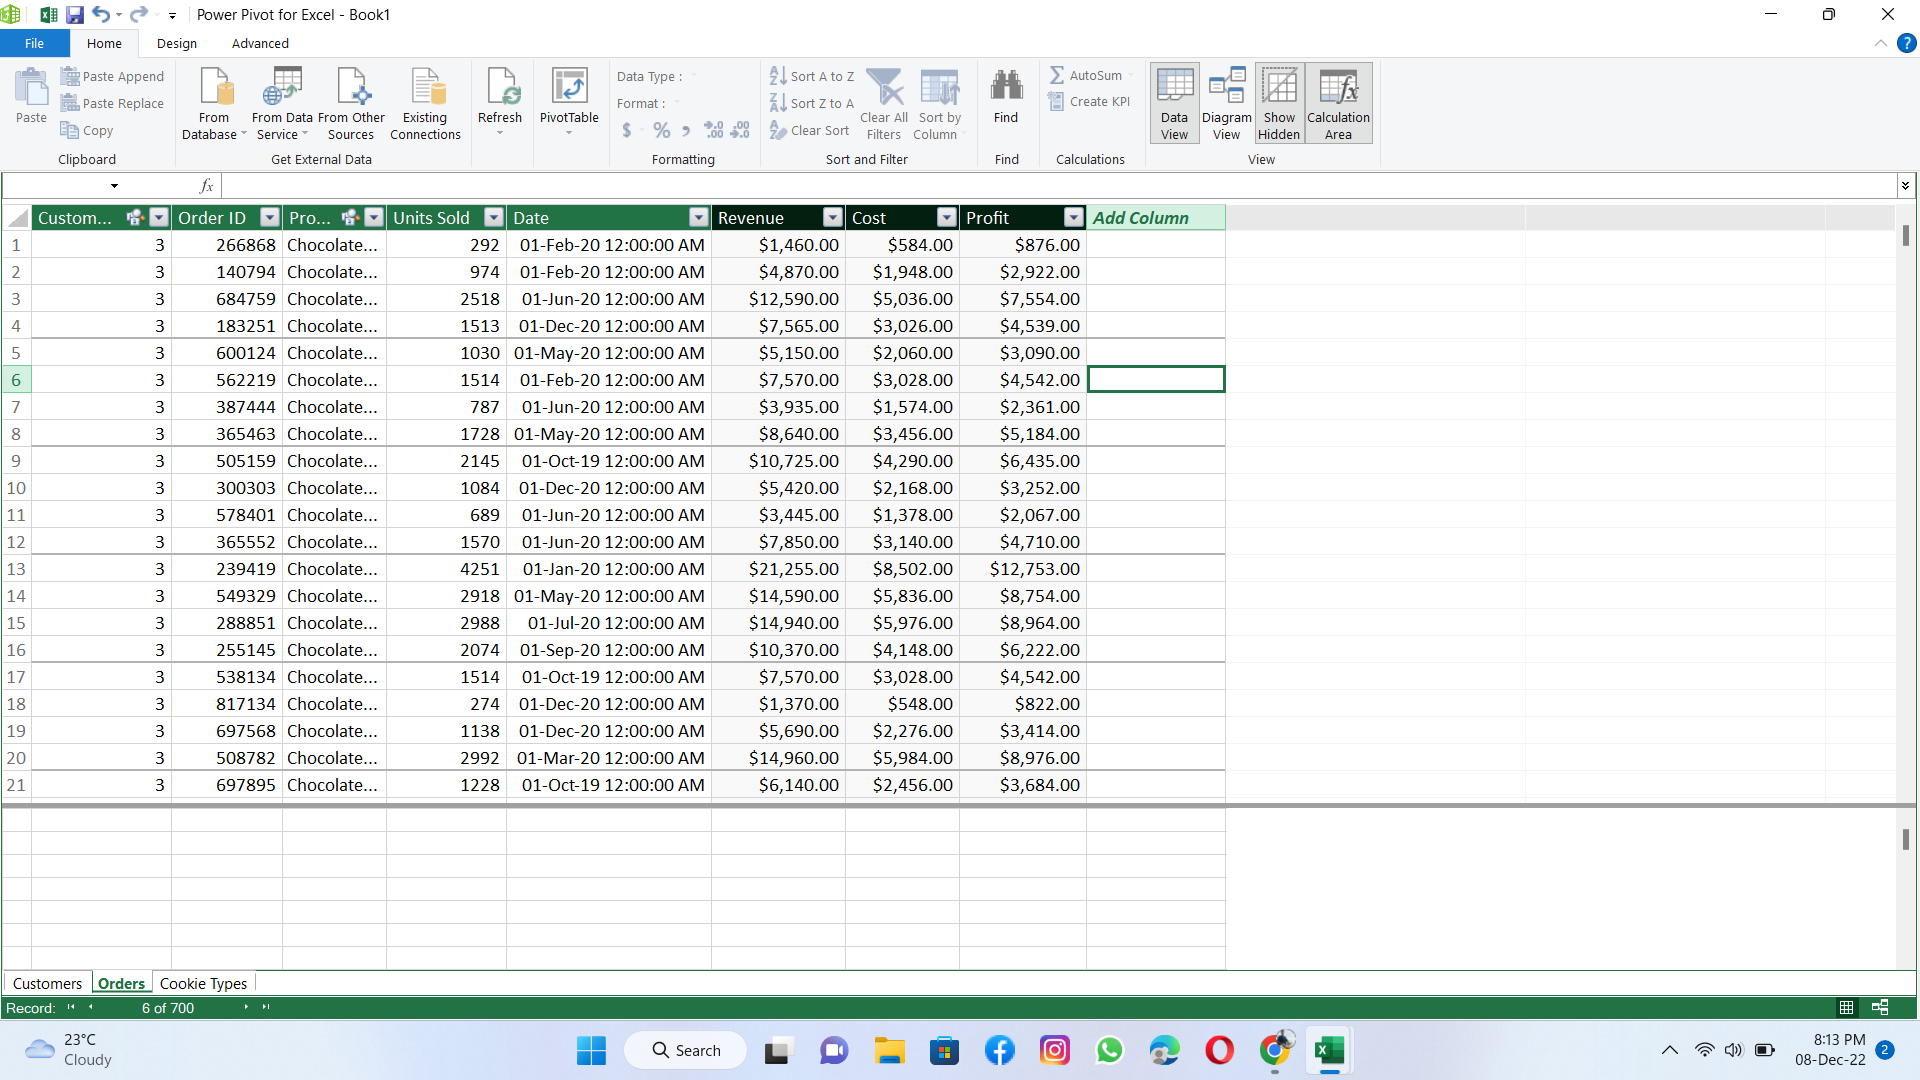 Power Pivot for Excel - Book1
File Home Design Advanced
Paste Paste Append Paste Replace Copy
Clipboard
From Database From Data Service From Other Sources Existing Connections
Get External Data
Refresh
PivotTable
Data Type :
Format :
$ % , .0 .00 .00 .0
Formatting
Sort A to Z
Sort Z to A
Clear Sort
Clear All Filters Sort by Column
Sort and Filter
Find
Find
AutoSum
Create KPI
Calculations
Data View Diagram View Show Hidden Calculation Area
View
fx
Custom... Order ID Pro... Units Sold Date Revenue Cost Profit Add Column
1 3 266868 Chocolate... 292 01-Feb-20 12:00:00 AM $1,460.00 $584.00 $876.00
2 3 140794 Chocolate... 974 01-Feb-20 12:00:00 AM $4,870.00 $1,948.00 $2,922.00
3 3 684759 Chocolate... 2518 01-Jun-20 12:00:00 AM $12,590.00 $5,036.00 $7,554.00
4 3 183251 Chocolate... 1513 01-Dec-20 12:00:00 AM $7,565.00 $3,026.00 $4,539.00
5 3 600124 Chocolate... 1030 01-May-20 12:00:00 AM $5,150.00 $2,060.00 $3,090.00
6 3 562219 Chocolate... 1514 01-Feb-20 12:00:00 AM $7,570.00 $3,028.00 $4,542.00
7 3 387444 Chocolate... 787 01-Jun-20 12:00:00 AM $3,935.00 $1,574.00 $2,361.00
8 3 365463 Chocolate... 1728 01-May-20 12:00:00 AM $8,640.00 $3,456.00 $5,184.00
9 3 505159 Chocolate... 2145 01-Oct-19 12:00:00 AM $10,725.00 $4,290.00 $6,435.00
10 3 300303 Chocolate... 1084 01-Dec-20 12:00:00 AM $5,420.00 $2,168.00 $3,252.00
11 3 578401 Chocolate... 689 01-Jun-20 12:00:00 AM $3,445.00 $1,378.00 $2,067.00
12 3 365552 Chocolate... 1570 01-Jun-20 12:00:00 AM $7,850.00 $3,140.00 $4,710.00
13 3 239419 Chocolate... 4251 01-Jan-20 12:00:00 AM $21,255.00 $8,502.00 $12,753.00
14 3 549329 Chocolate... 2918 01-May-20 12:00:00 AM $14,590.00 $5,836.00 $8,754.00
15 3 288851 Chocolate... 2988 01-Jul-20 12:00:00 AM $14,940.00 $5,976.00 $8,964.00
16 3 255145 Chocolate... 2074 01-Sep-20 12:00:00 AM $10,370.00 $4,148.00 $6,222.00
17 3 538134 Chocolate... 1514 01-Oct-19 12:00:00 AM $7,570.00 $3,028.00 $4,542.00
18 3 817134 Chocolate... 274 01-Dec-20 12:00:00 AM $1,370.00 $548.00 $822.00
19 3 697568 Chocolate... 1138 01-Dec-20 12:00:00 AM $5,690.00 $2,276.00 $3,414.00
20 3 508782 Chocolate... 2992 01-Mar-20 12:00:00 AM $14,960.00 $5,984.00 $8,976.00
21 3 697895 Chocolate... 1228 01-Oct-19 12:00:00 AM $6,140.00 $2,456.00 $3,684.00
Customers Orders Cookie Types
Record: 6 of 700
23°C
Cloudy
Search
8:13 PM
08-Dec-22
2